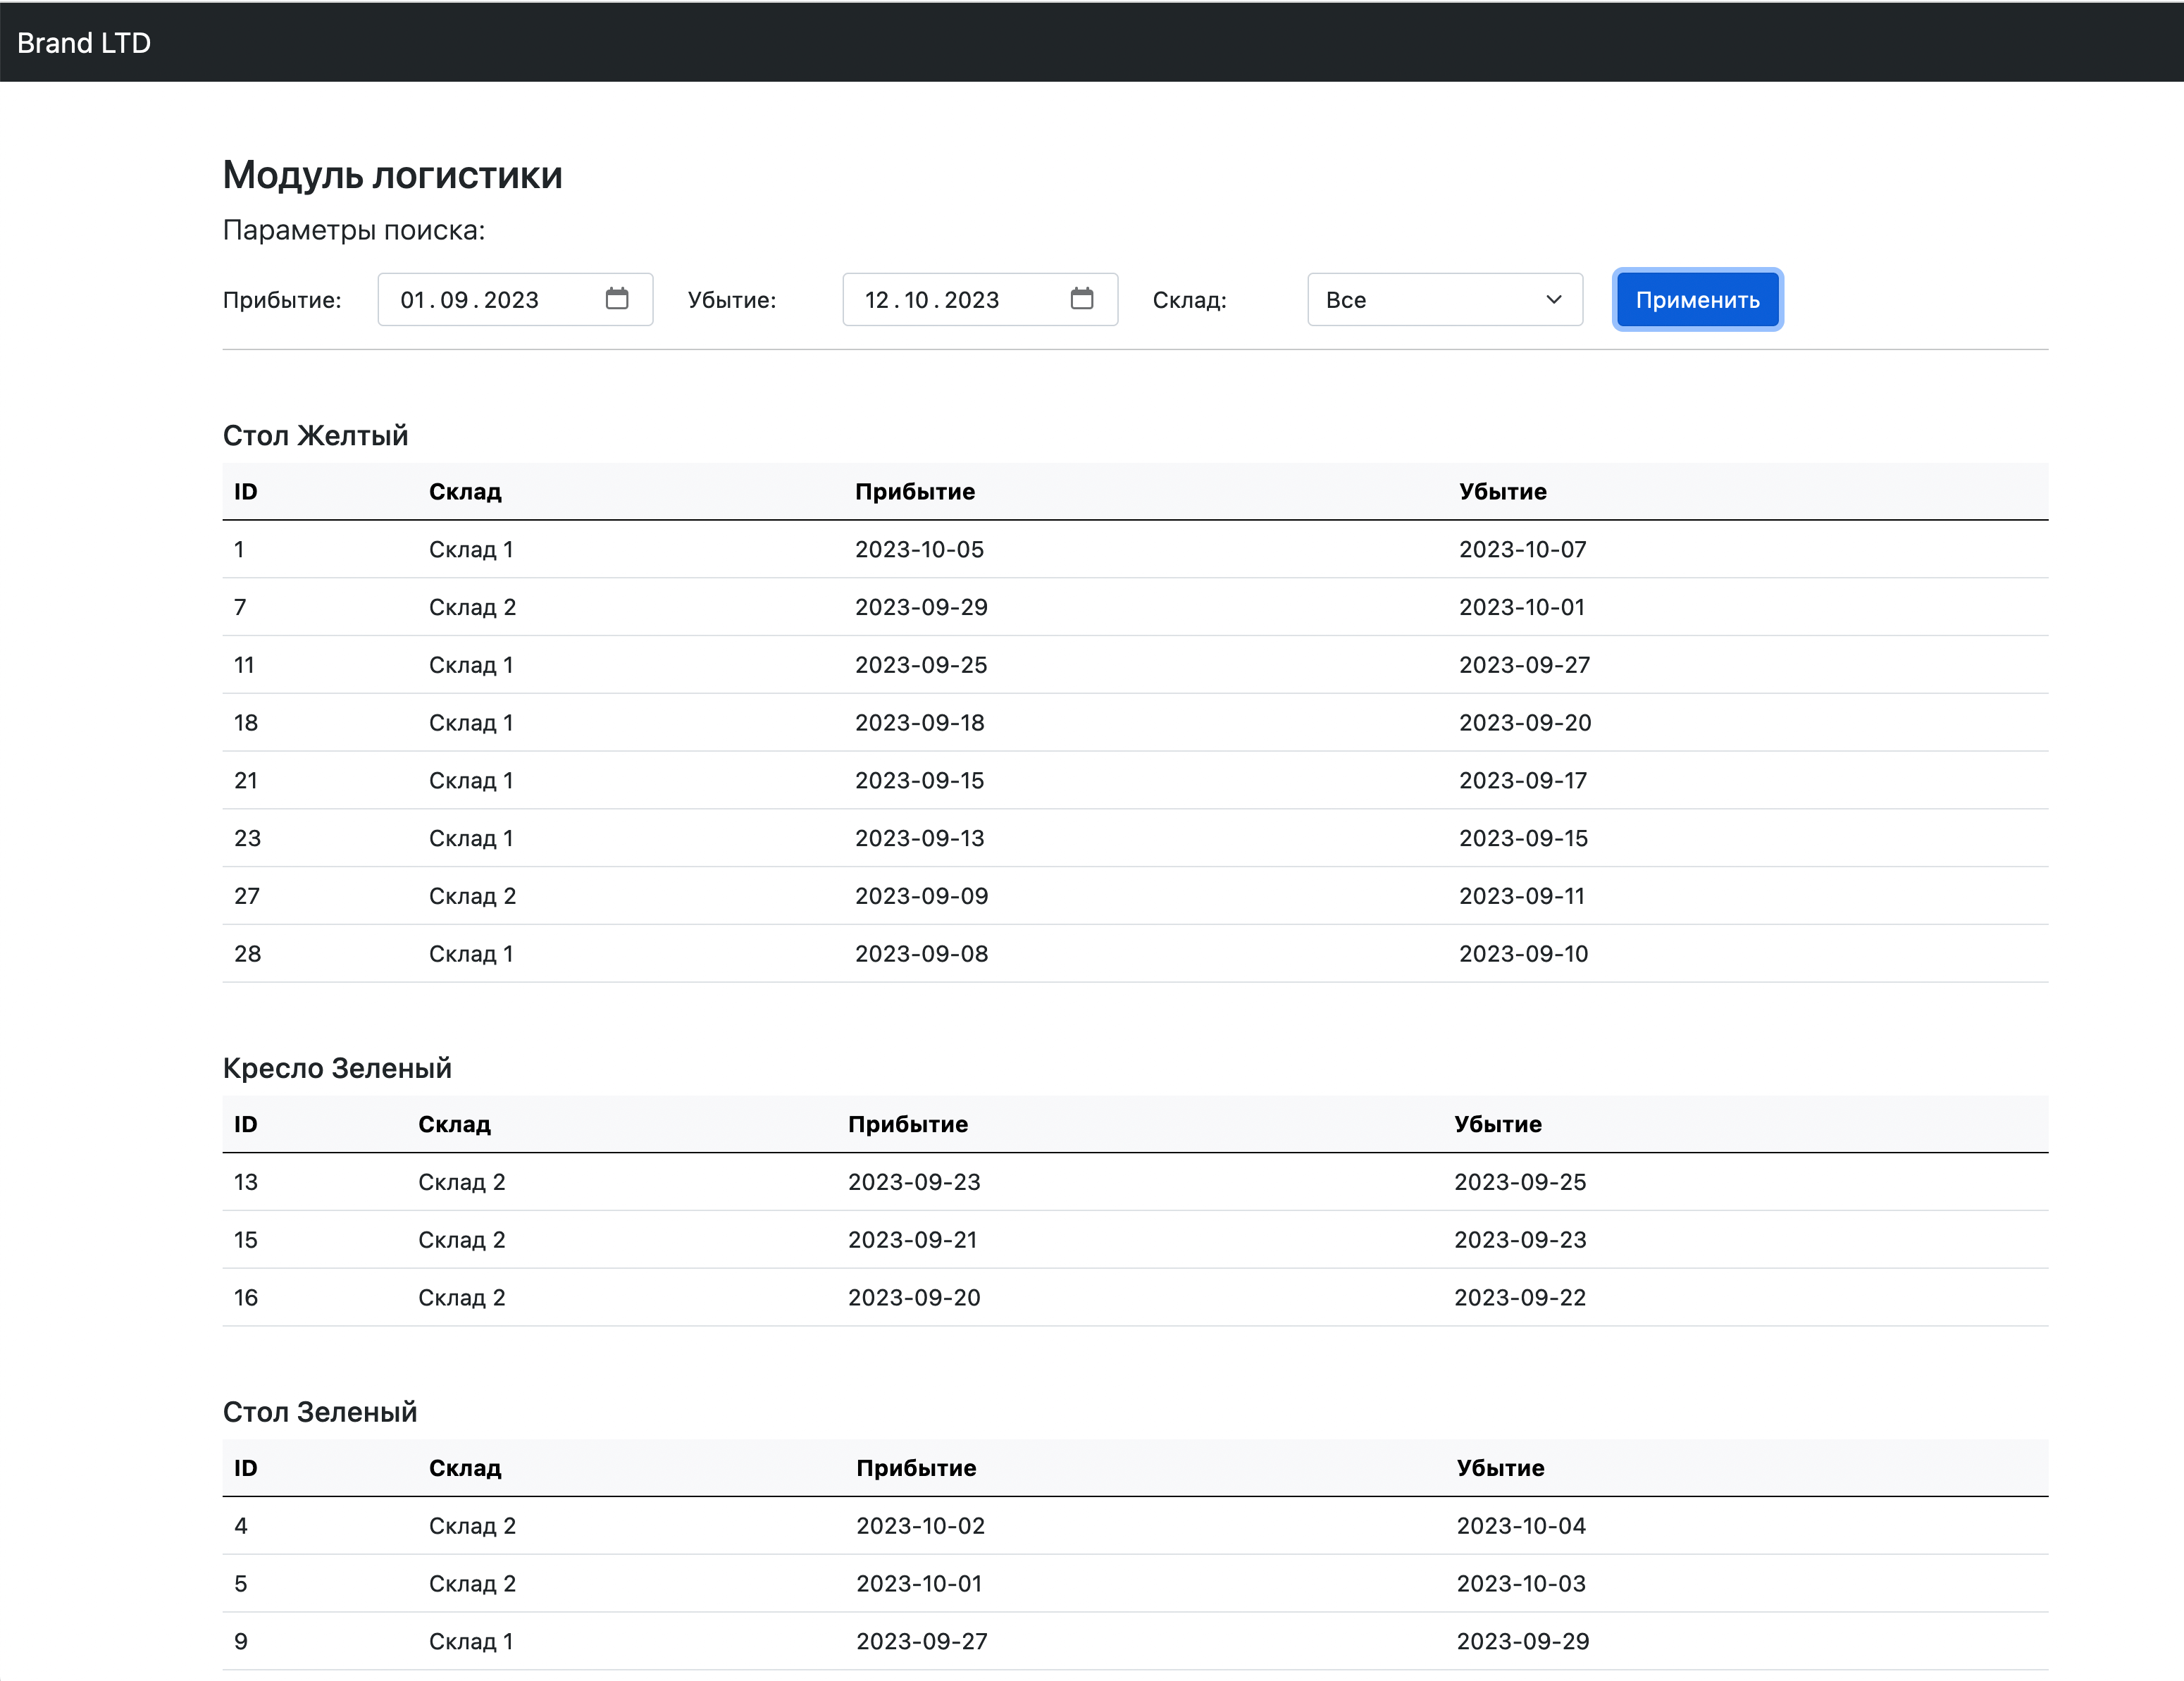 Brand LTD
Модуль логистики
Параметры поиска:
Прибытие: 01.09.2023 Убытие: 12.10.2023 Склад: Все Применить
Стол Желтый
ID Склад Прибытие Убытие
1 Склад 1 2023-10-05 2023-10-07
7 Склад 2 2023-09-29 2023-10-01
11 Склад 1 2023-09-25 2023-09-27
18 Склад 1 2023-09-18 2023-09-20
21 Склад 1 2023-09-15 2023-09-17
23 Склад 1 2023-09-13 2023-09-15
27 Склад 2 2023-09-09 2023-09-11
28 Склад 1 2023-09-08 2023-09-10
Кресло Зеленый
ID Склад Прибытие Убытие
13 Склад 2 2023-09-23 2023-09-25
15 Склад 2 2023-09-21 2023-09-23
16 Склад 2 2023-09-20 2023-09-22
Стол Зеленый
ID Склад Прибытие Убытие
4 Склад 2 2023-10-02 2023-10-04
5 Склад 2 2023-10-01 2023-10-03
9 Склад 1 2023-09-27 2023-09-29